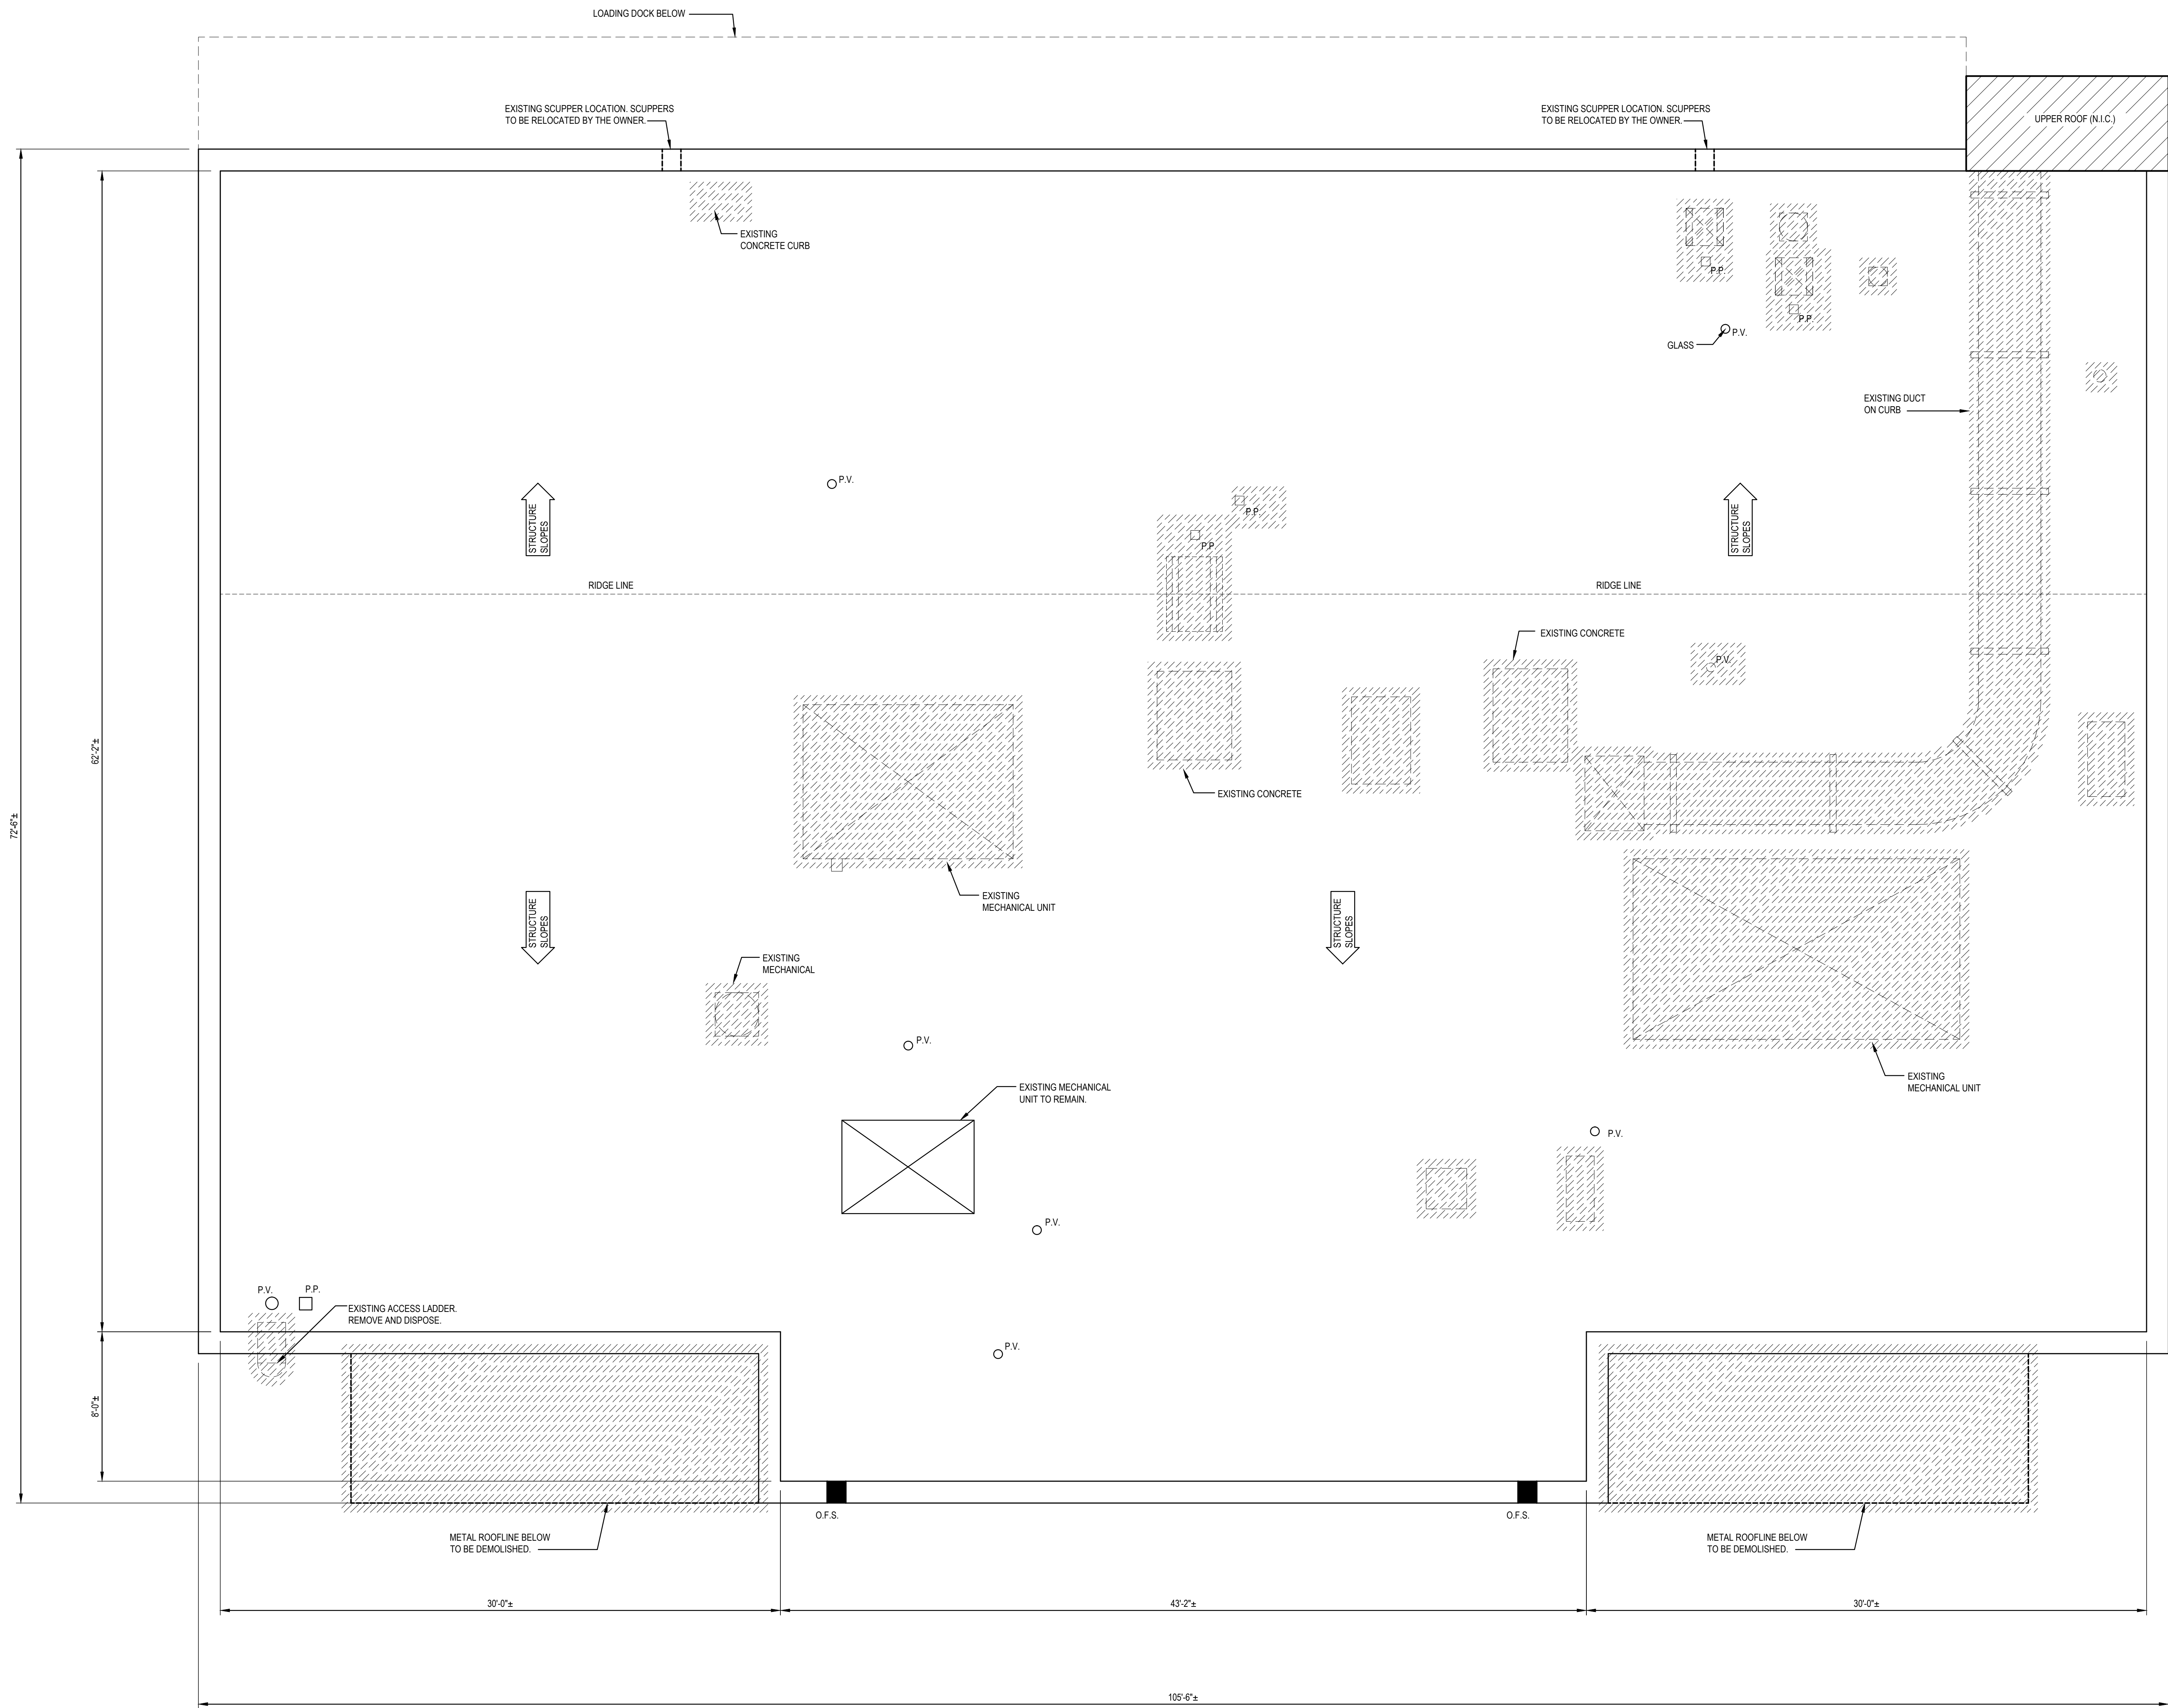 LOADING DOCK BELOW
EXISTING SCUPPER LOCATION. SCUPPERS
TO BE RELOCATED BY THE OWNER.
EXISTING SCUPPER LOCATION. SCUPPERS
TO BE RELOCATED BY THE OWNER.
UPPER ROOF (N.I.C.)
EXISTING
CONCRETE CURB
P.P.
P.P.
P.V.
GLASS
EXISTING DUCT
ON CURB
P.V.
P.P.
P.P.
STRUCTURE
SLOPES
STRUCTURE
SLOPES
RIDGE LINE
RIDGE LINE
EXISTING CONCRETE
P.V.
62'-2"±
72'-6"±
EXISTING CONCRETE
EXISTING
MECHANICAL UNIT
STRUCTURE
SLOPES
STRUCTURE
SLOPES
EXISTING
MECHANICAL
P.V.
EXISTING MECHANICAL
UNIT TO REMAIN.
EXISTING
MECHANICAL UNIT
P.V.
P.V.
P.V.
P.P.
EXISTING ACCESS LADDER.
REMOVE AND DISPOSE.
P.V.
8'-0"±
O.F.S.
O.F.S.
METAL ROOFLINE BELOW
TO BE DEMOLISHED.
METAL ROOFLINE BELOW
TO BE DEMOLISHED.
30'-0"±
43'-2"±
30'-0"±
105'-6"±